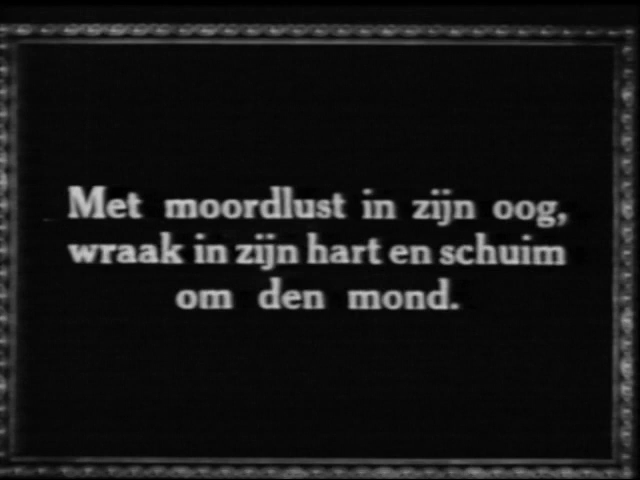 Met moordlust in zijn oog,
wraak in zijn hart en schuim
om den mond.